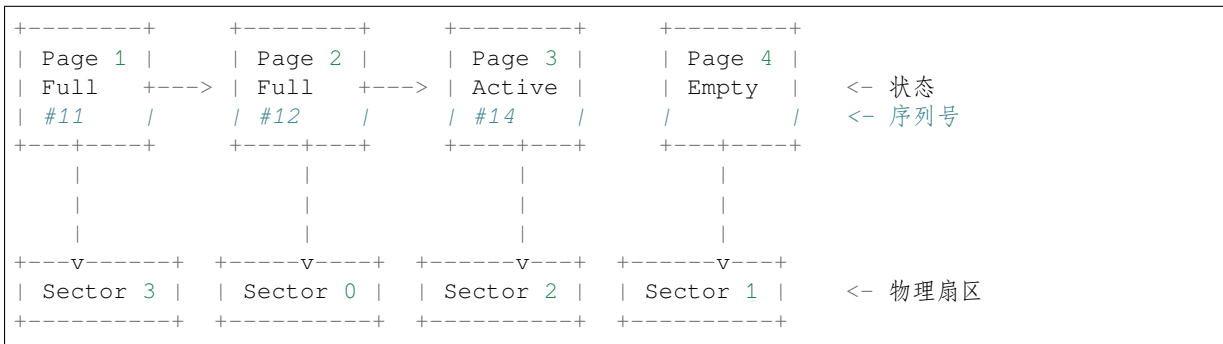 +--------+     +--------+     +--------+     +--------+
| Page 1 |     | Page 2 |     | Page 3 |     | Page 4 |
| Full   +---> | Full   +---> | Active |     | Empty  |   <- 状态
| #11    |     | #12    |     | #14    |     |        |   <- 序列号
+---+----+     +----+---+     +----+---+     +---+----+
    |               |              |             |
    |               |              |             |
    |               |              |             |
+---v------+  +-----v----+  +------v---+  +------v---+
| Sector 3 |  | Sector 0 |  | Sector 2 |  | Sector 1 |   <- 物理扇区
+----------+  +----------+  +----------+  +----------+